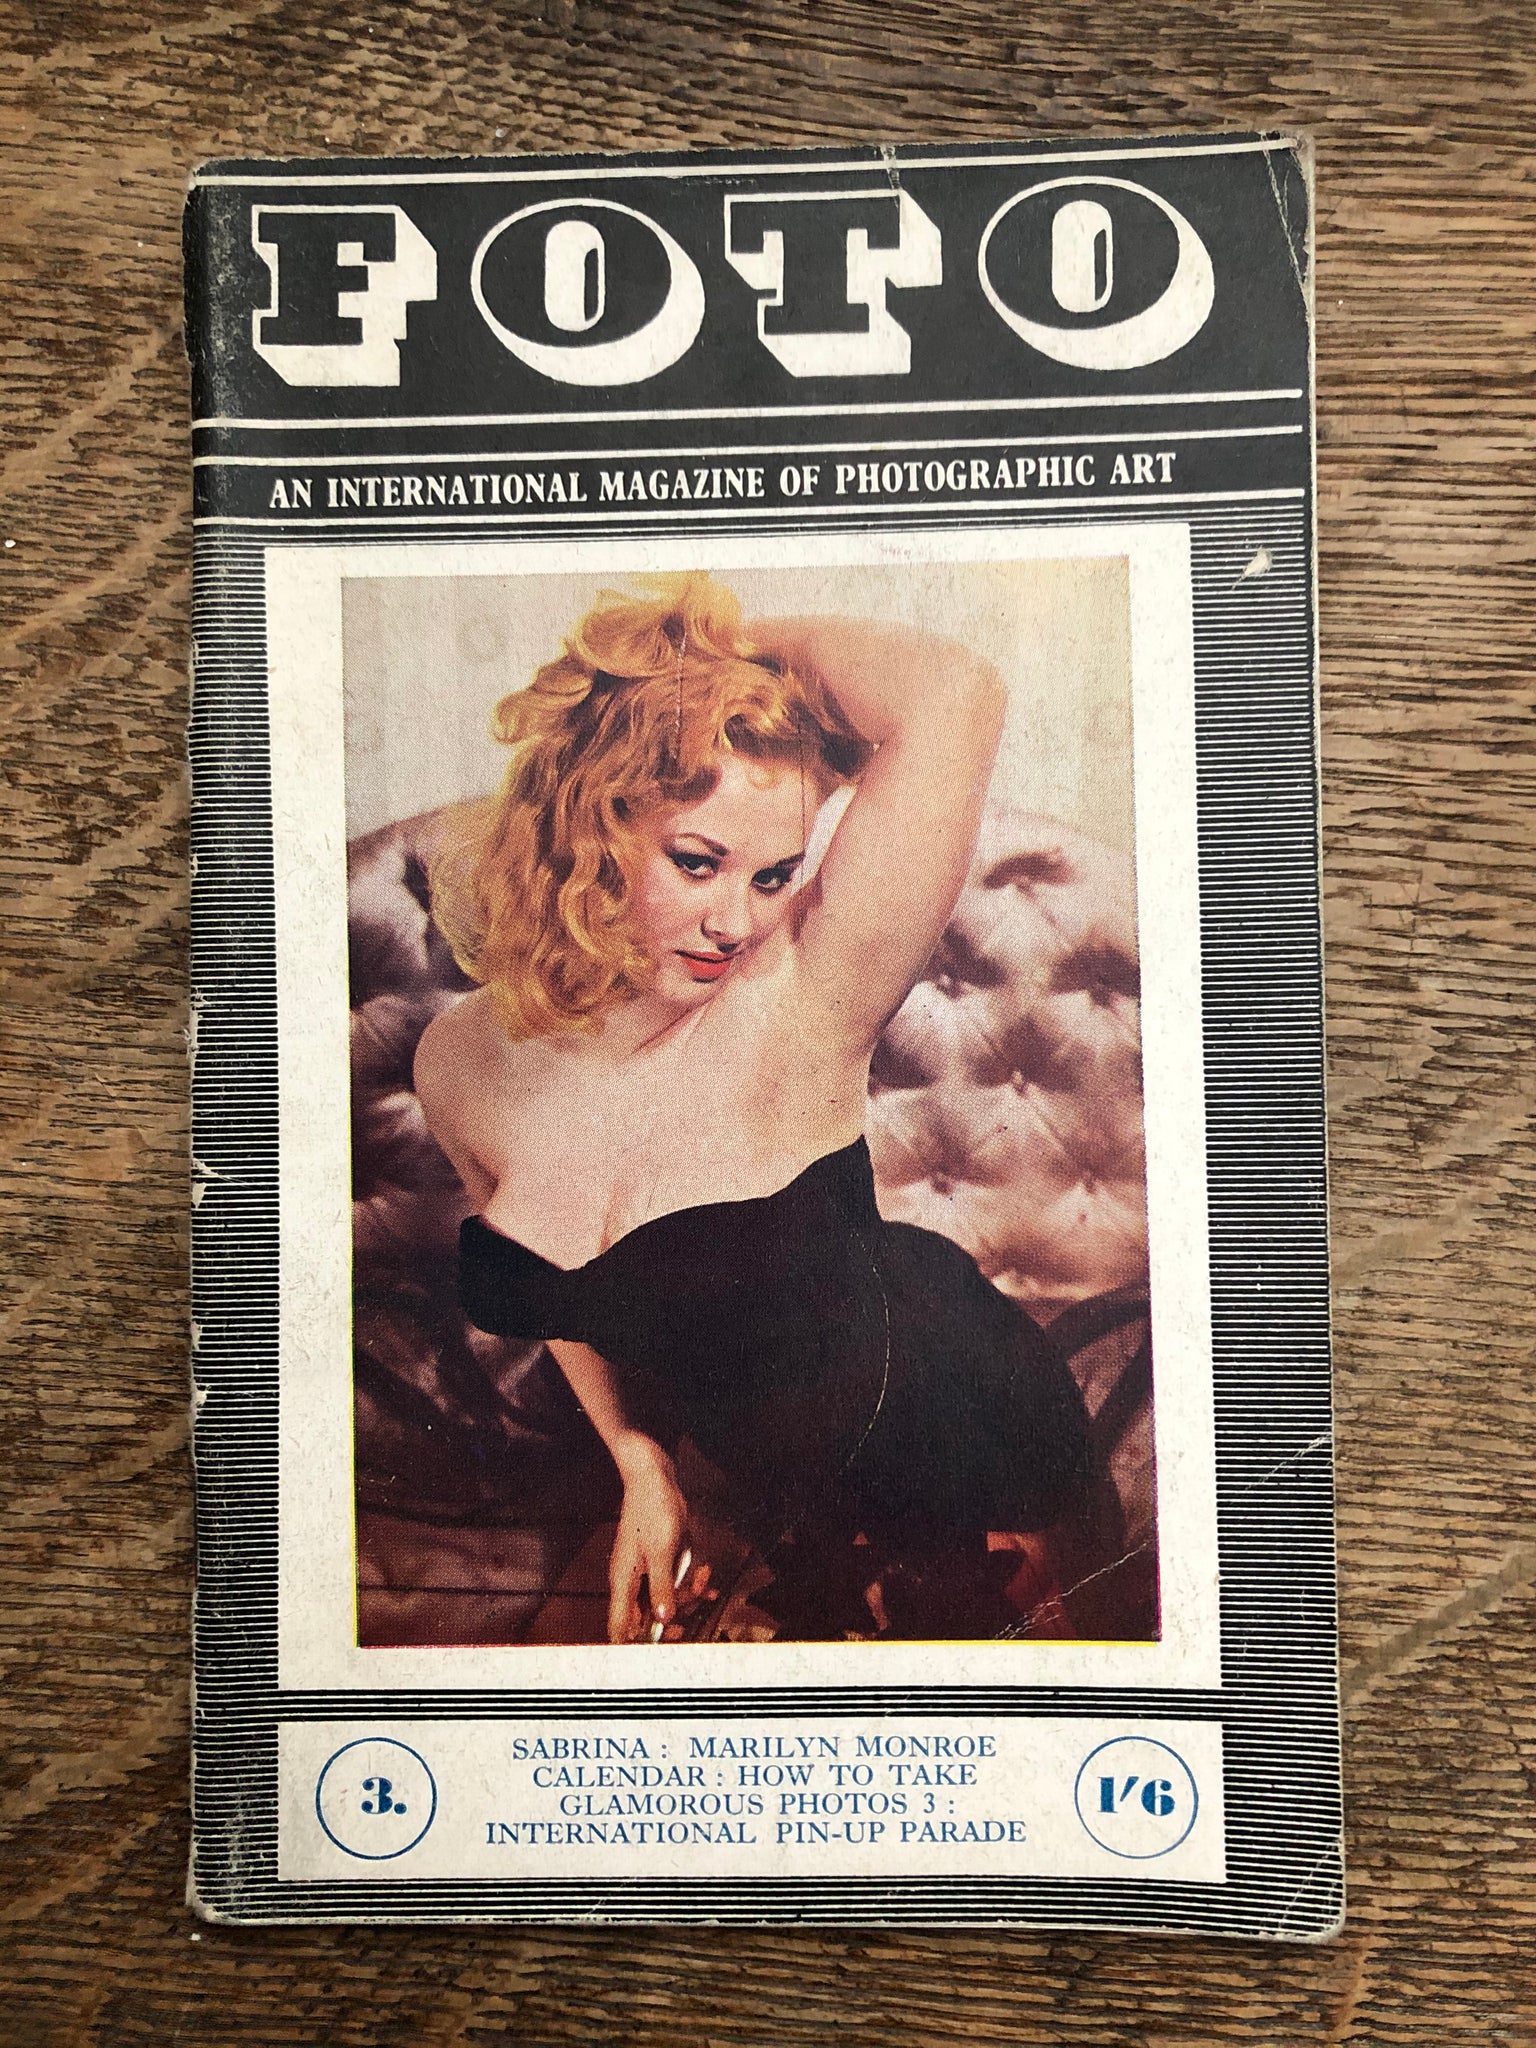 FOTO
AN INTERNATIONAL MAGAZINE OF PHOTOGRAPHIC ART
3.
SABRINA : MARILYN MONROE
CALENDAR : HOW TO TAKE
GLAMOROUS PHOTOS 3 :
INTERNATIONAL PIN-UP PARADE
1'6